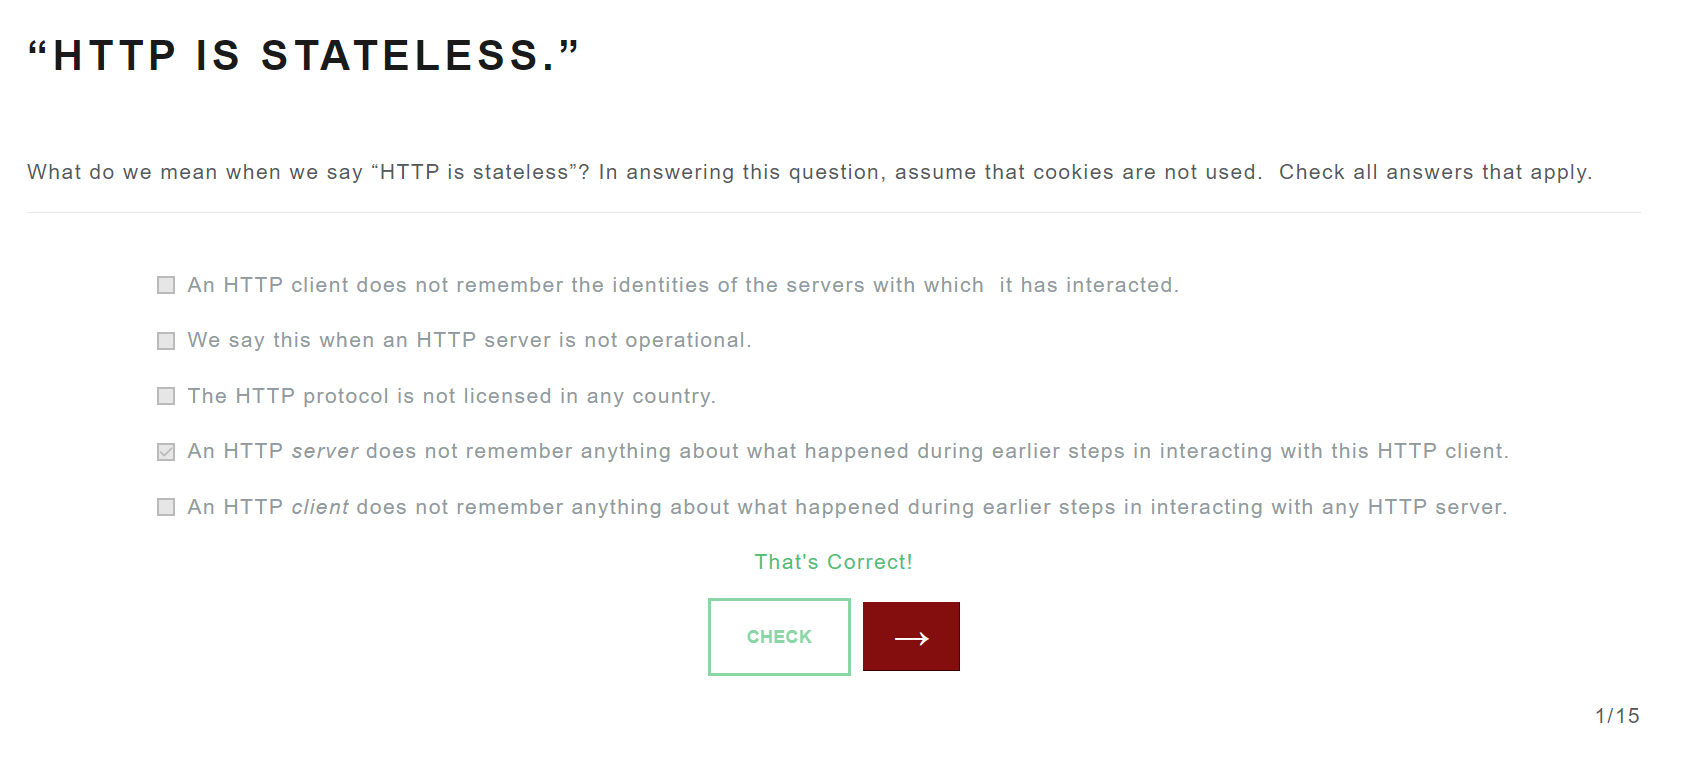 “HTTP IS STATELESS.”
What do we mean when we say “HTTP is stateless”? In answering this question, assume that cookies are not used.  Check all answers that apply.
An HTTP client does not remember the identities of the servers with which  it has interacted.
We say this when an HTTP server is not operational.
The HTTP protocol is not licensed in any country.
An HTTP server does not remember anything about what happened during earlier steps in interacting with this HTTP client.
An HTTP client does not remember anything about what happened during earlier steps in interacting with any HTTP server.
That's Correct!
CHECK →
1/15